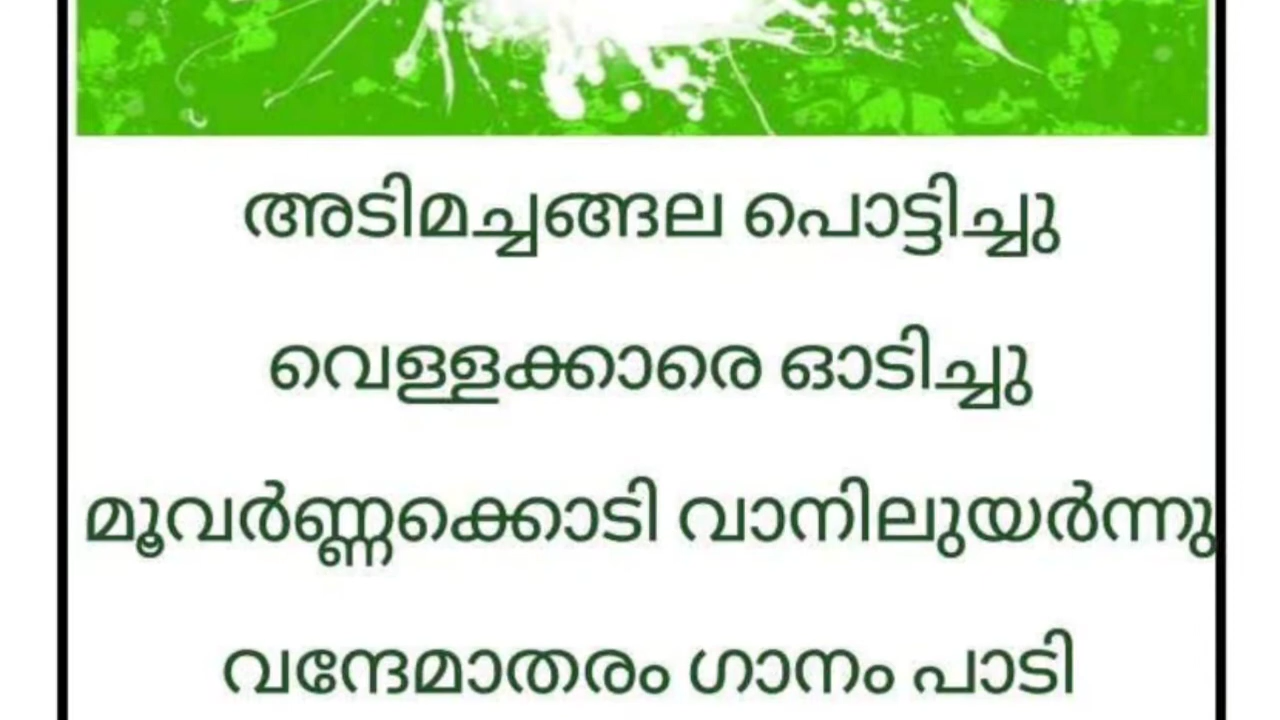 അടിമച്ചങ്ങല പൊട്ടിച്ചു
വെള്ളക്കാരെ ഓടിച്ചു
മൂവർണ്ണക്കൊടി വാനിലുയർന്നു
വന്ദേമാതരം ഗാനം പാടി